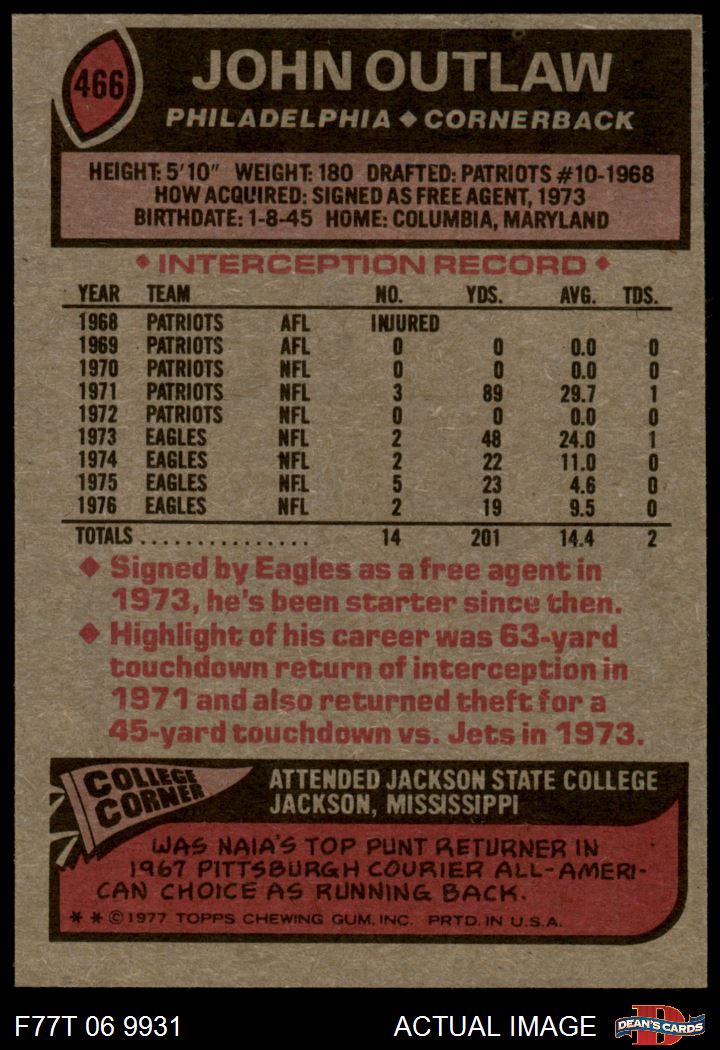 466
JOHN OUTLAW
PHILADELPHIA ◆ CORNERBACK
HEIGHT: 5'10" WEIGHT: 180 DRAFTED: PATRIOTS #10-1968
HOW ACQUIRED: SIGNED AS FREE AGENT, 1973
BIRTHDATE: 1-8-45 HOME: COLUMBIA, MARYLAND
◆ INTERCEPTION RECORD ◆
YEAR TEAM NO. YDS. AVG. TDS.
1968 PATRIOTS AFL INJURED
1969 PATRIOTS AFL 0 0 0.0 0
1970 PATRIOTS NFL 0 0 0.0 0
1971 PATRIOTS NFL 3 89 29.7 1
1972 PATRIOTS NFL 0 0 0.0 0
1973 EAGLES NFL 2 48 24.0 1
1974 EAGLES NFL 2 22 11.0 0
1975 EAGLES NFL 5 23 4.6 0
1976 EAGLES NFL 2 19 9.5 0
TOTALS ............... 14 201 14.4 2
◆ Signed by Eagles as a free agent in
1973, he's been starter since then.
◆ Highlight of his career was 63-yard
touchdown return of interception in
1971 and also returned theft for a
45-yard touchdown vs. Jets in 1973.
COLLEGE
CORNER
ATTENDED JACKSON STATE COLLEGE
JACKSON, MISSISSIPPI
WAS NAIA'S TOP PUNT RETURNER IN
1967 PITTSBURGH COURIER ALL-AMERI-
CAN CHOICE AS RUNNING BACK.
* * © 1977 TOPPS CHEWING GUM, INC. PRTD. IN U.S.A.
F77T 06 9931 ACTUAL IMAGE
D
DEAN'S CARDS